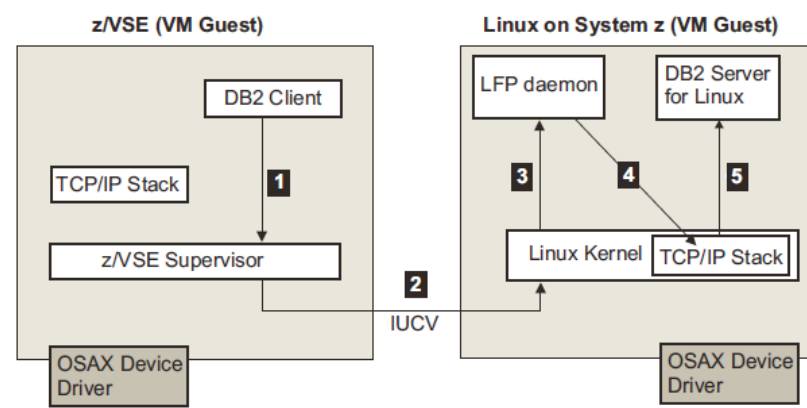 z/VSE (VM Guest)
Linux on System z (VM Guest)
DB2 Client
TCP/IP Stack
1
z/VSE Supervisor
OSAX Device
Driver
2
IUCV
LFP daemon
DB2 Server
for Linux
3
4
5
Linux Kernel
TCP/IP Stack
OSAX Device
Driver